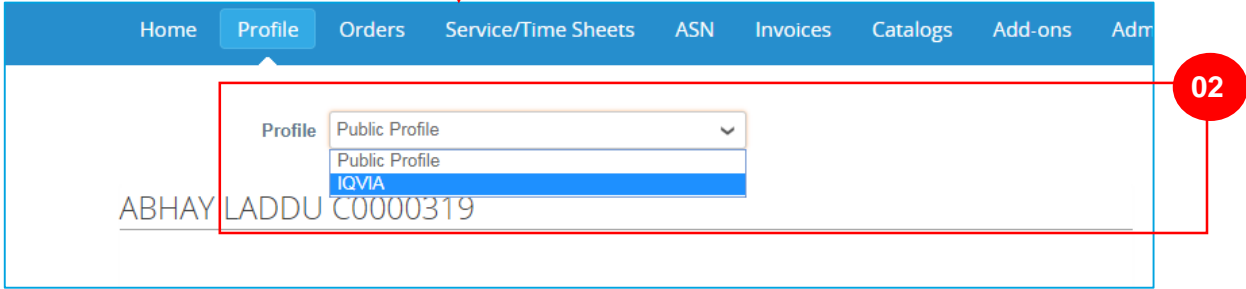 Home Profile Orders Service/Time Sheets ASN Invoices Catalogs Add-ons Adm
02
Profile Public Profile
Public Profile
IQVIA
ABHAY LADDU C0000319